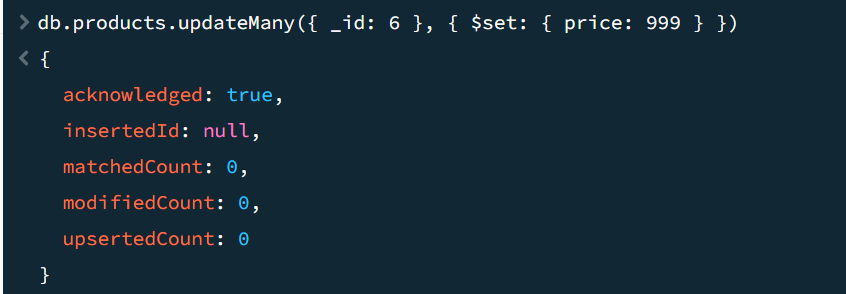 > db.products.updateMany({ _id: 6 }, { $set: { price: 999 } })
< {
acknowledged: true,
insertedId: null,
matchedCount: 0,
modifiedCount: 0,
upsertedCount: 0
}